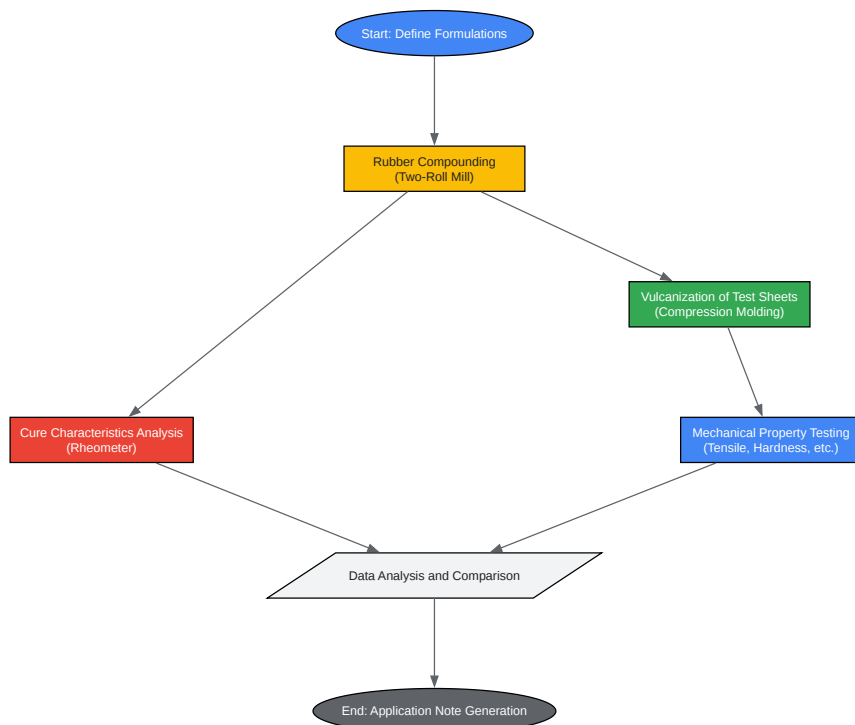 Start: Define Formulations
Rubber Compounding
(Two-Roll Mill)
Vulcanization of Test Sheets
(Compression Molding)
Cure Characteristics Analysis
(Rheometer)
Mechanical Property Testing
(Tensile, Hardness, etc.)
Data Analysis and Comparison
End: Application Note Generation